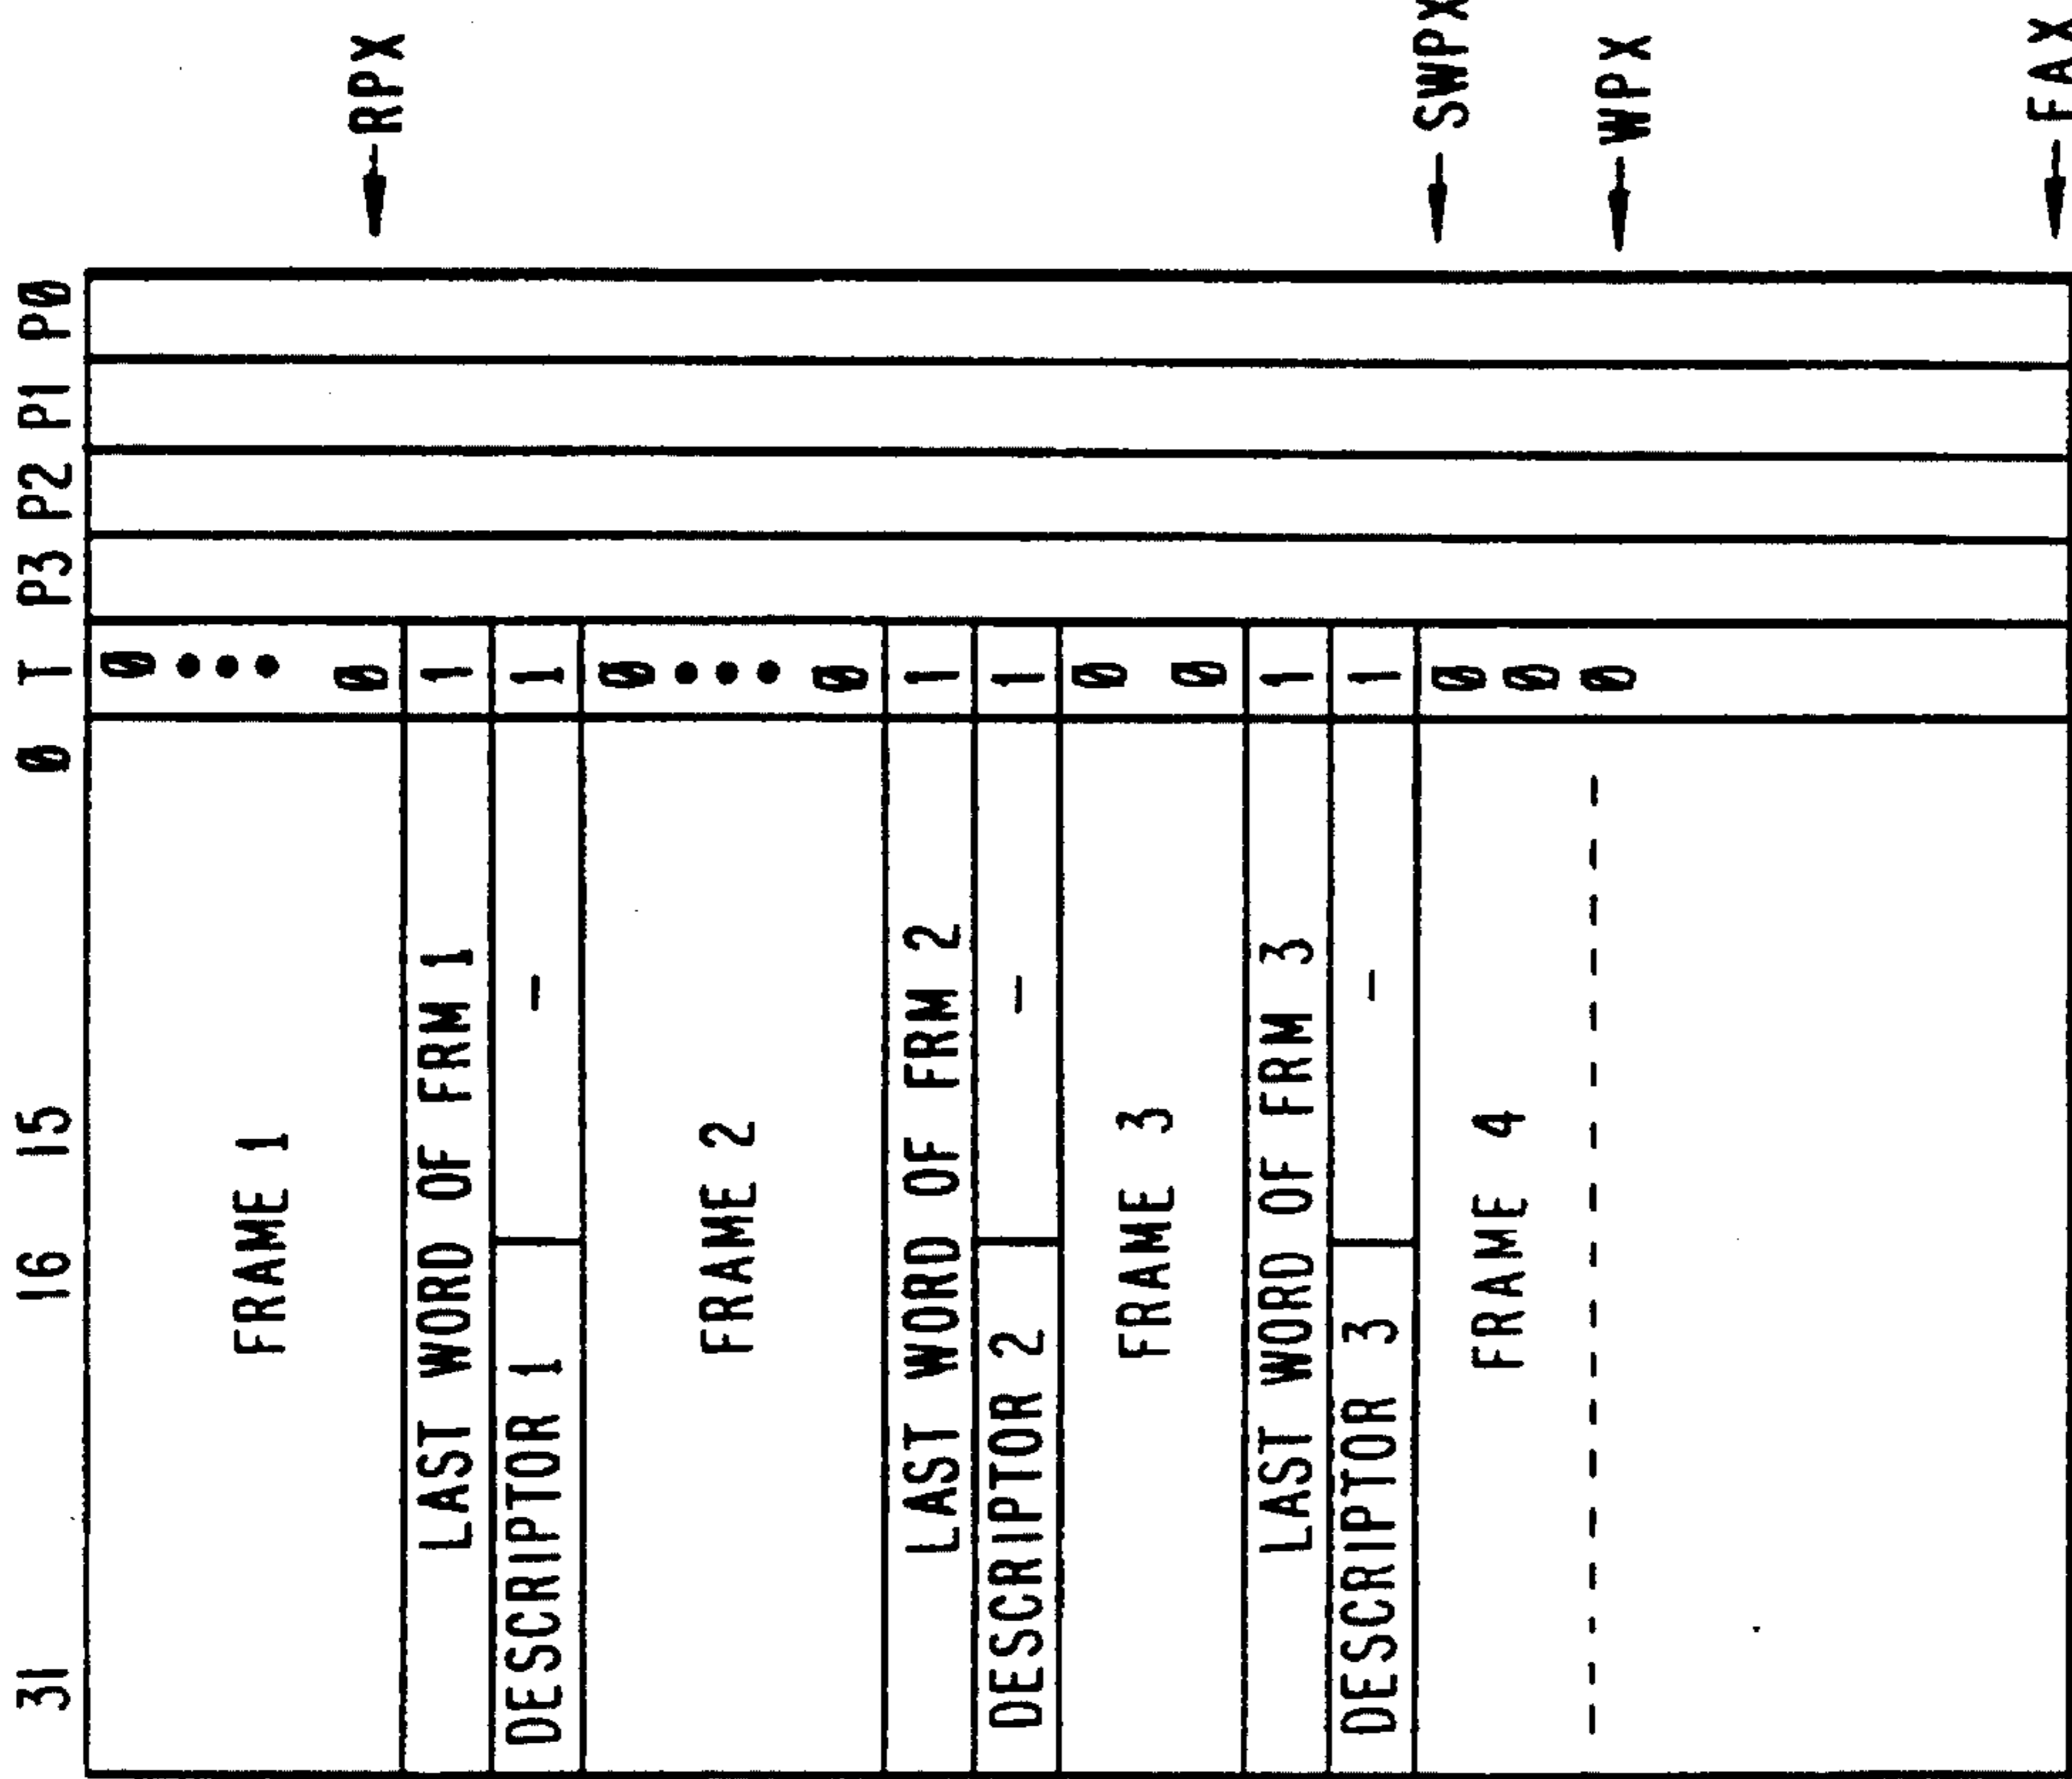 31 16 15 0 T P3 P2 P1 P0
FRAME 1 0●●●
0 ←RPX
LAST WORD OF FRM 1 1
DESCRIPTOR 1 - 1
FRAME 2 0●●●0
LAST WORD OF FRM 2 1
DESCRIPTOR 2 - 1
FRAME 3 0 0
LAST WORD OF FRM 3 1
DESCRIPTOR 3 - 1
FRAME 4 0 0 0
←SWPX
←WPX